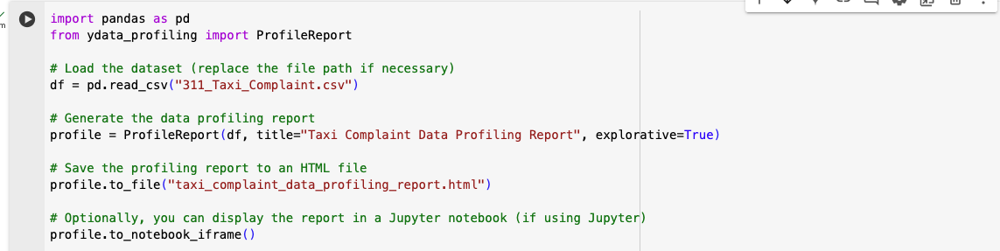 import pandas as pd
from ydata_profiling import ProfileReport
# Load the dataset (replace the file path if necessary)
df = pd.read_csv("311_Taxi_Complaint.csv")
# Generate the data profiling report
profile = ProfileReport(df, title="Taxi Complaint Data Profiling Report", explorative=True)
# Save the profiling report to an HTML file
profile.to_file("taxi_complaint_data_profiling_report.html")
# Optionally, you can display the report in a Jupyter notebook (if using Jupyter)
profile.to_notebook_iframe()